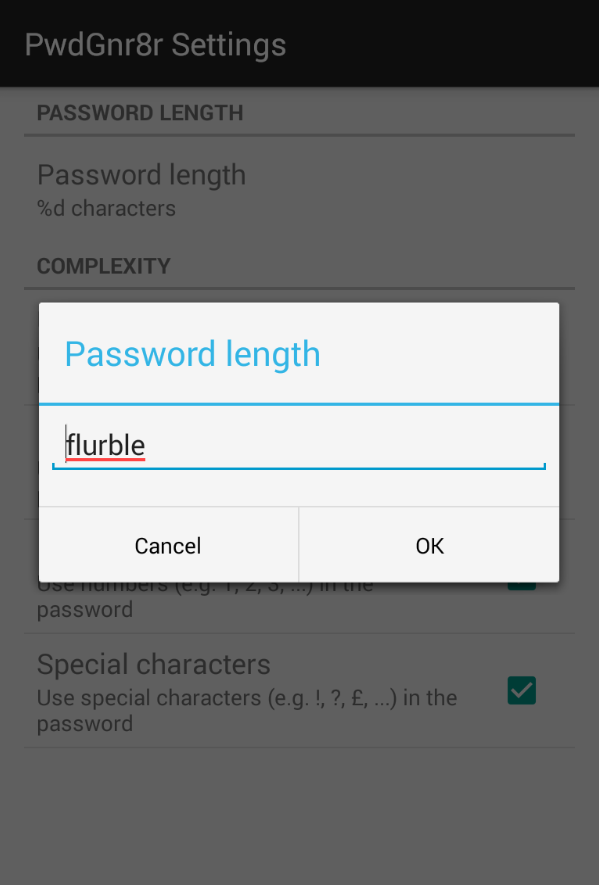 PwdGnr8r Settings
PASSWORD LENGTH
Password length
%d characters
COMPLEXITY
Password length
flurble
Cancel
OK
Use numbers (e.g. 1, 2, 3, ...) in the
password
Special characters
Use special characters (e.g. !, ?, £, ...) in the
password